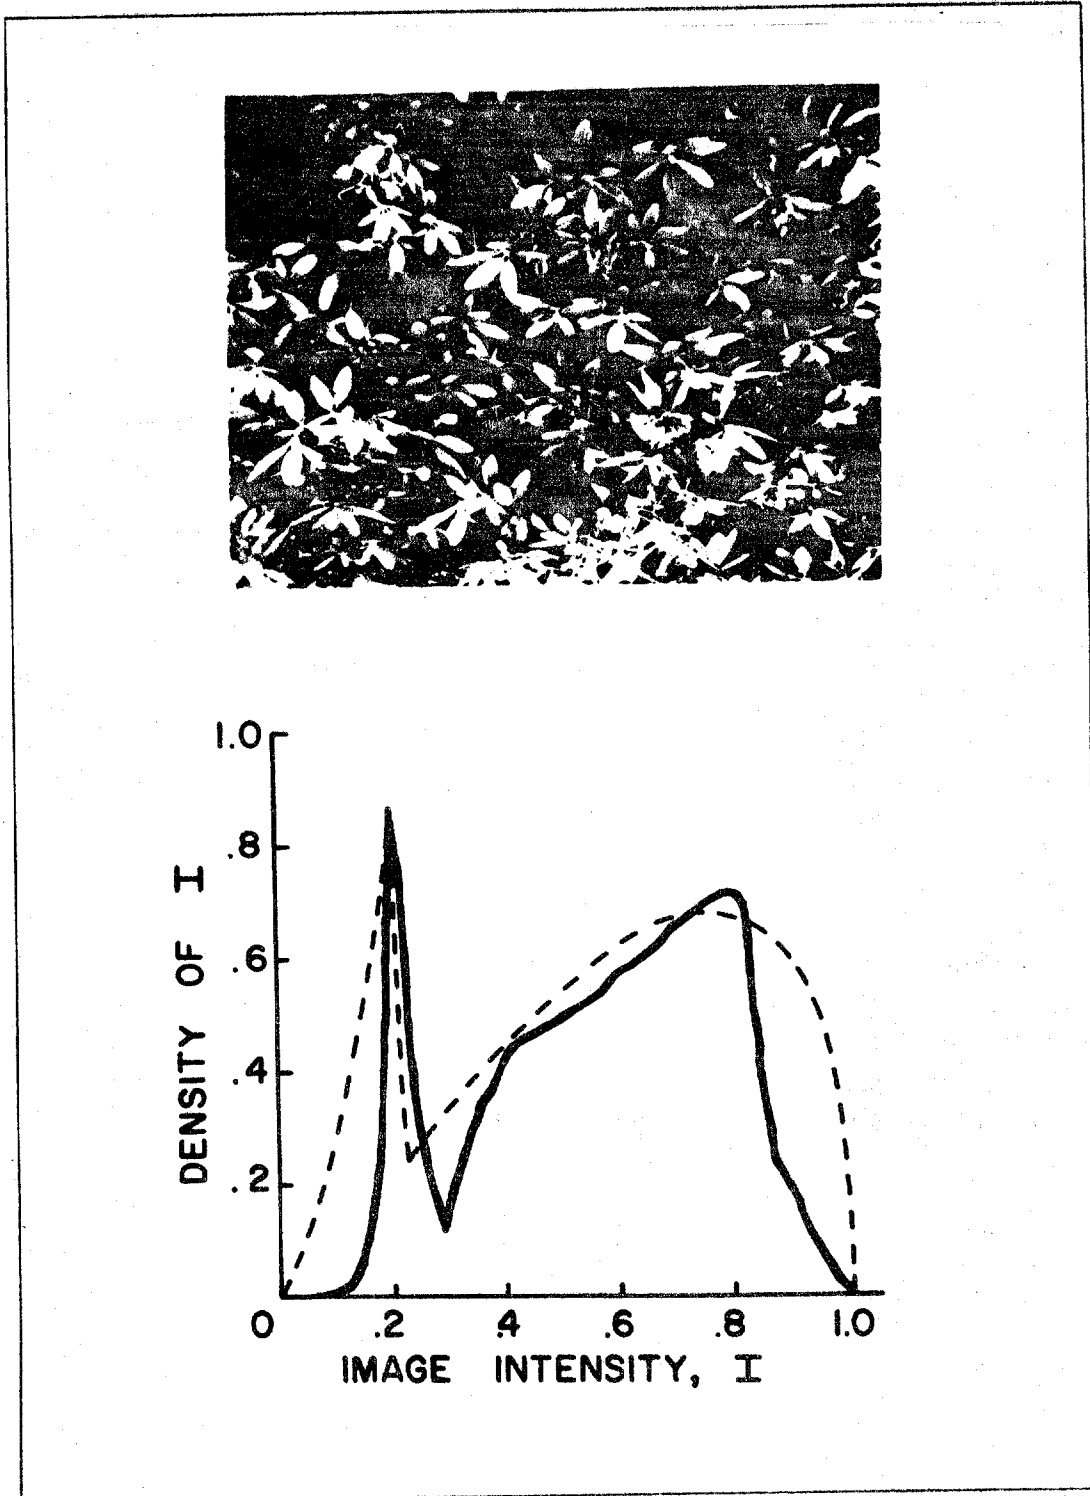 1.0
.8
.6
.4
.2
DENSITY OF I
0 .2 .4 .6 .8 1.0
IMAGE INTENSITY, I